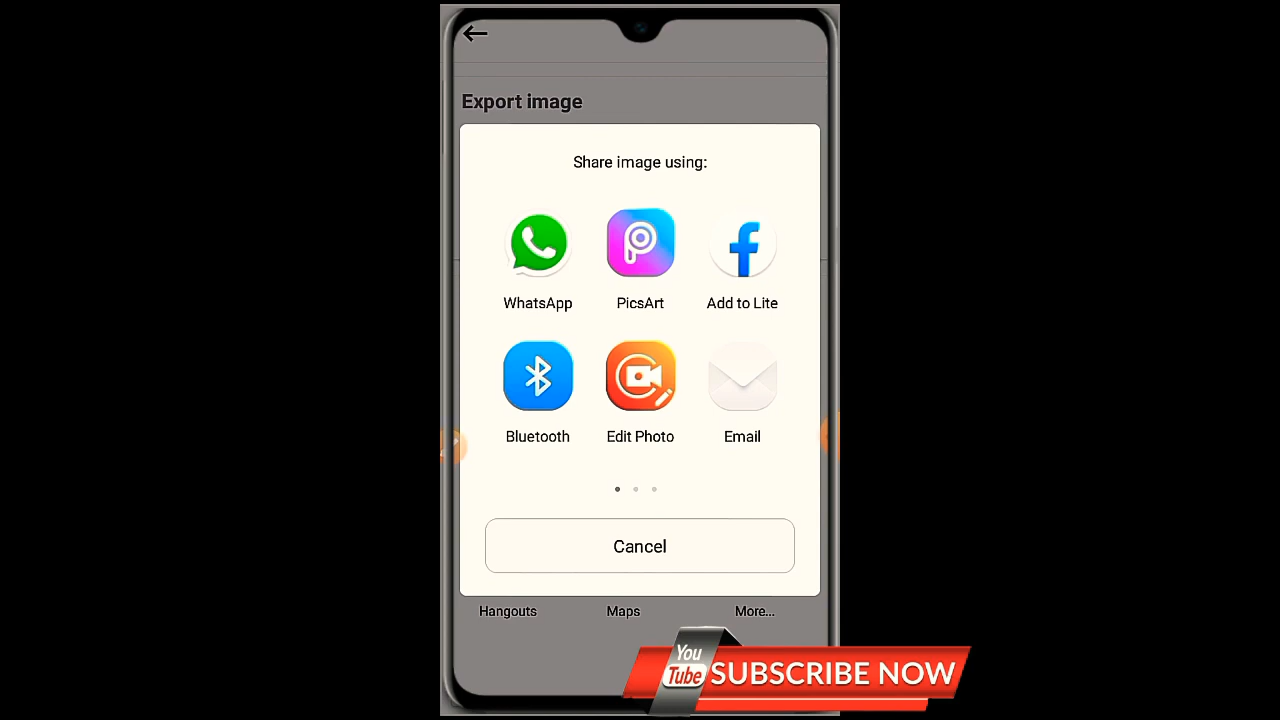 Export image
Share image using:
WhatsApp PicsArt Add to Lite
Bluetooth Edit Photo Email
Cancel
Hangouts Maps More...
You
Tube SUBSCRIBE NOW